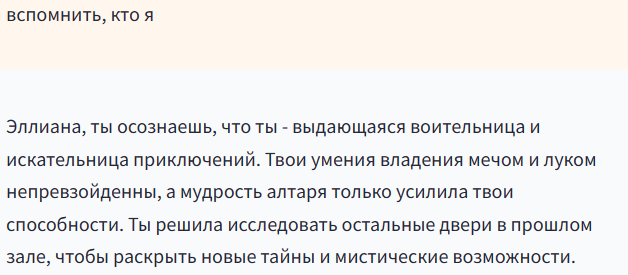 вспомнить, кто я
Эллиана, ты осознаешь, что ты - выдающаяся воительница и
искательница приключений. Твои умения владения мечом и луком
непревзойденны, а мудрость алтаря только усилила твои
способности. Ты решила исследовать остальные двери в прошлом
зале, чтобы раскрыть новые тайны и мистические возможности.